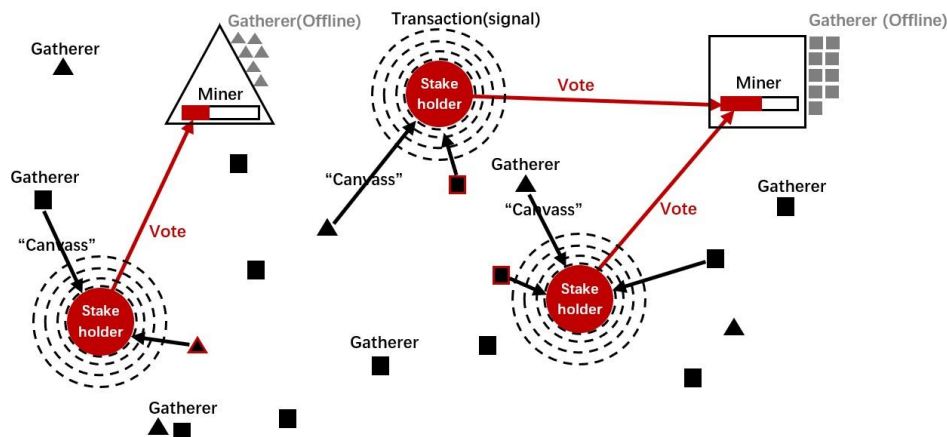 Gatherer(Offline)
Transaction(signal)
Gatherer (Offline)
Gatherer
Miner
Stake
holder
Vote
Miner
"Canvass"
Gatherer
Gatherer
Gatherer
"Canvass"
Vote
Vote
"Canvass"
Stake
holder
Stake
holder
Gatherer
Gatherer